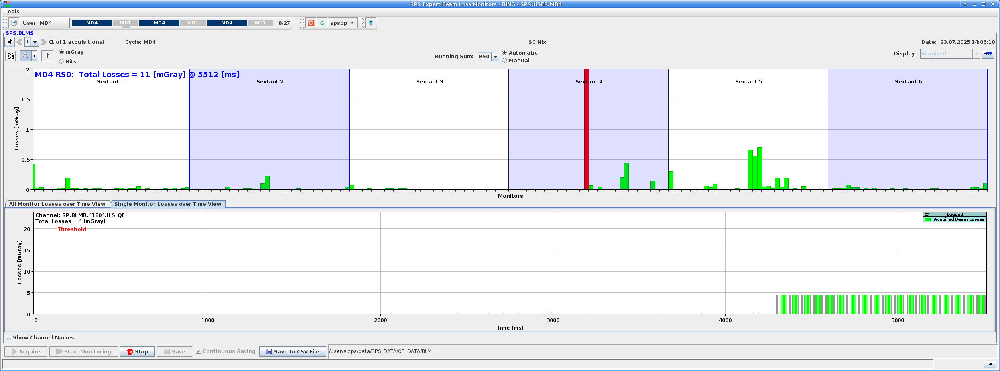 BLM
SPS Expert Beam Loss Monitors - RING - SPS.USER.MD4
Tools
User: MD4
MD4 MD1 MD4 MD1 MD4 MD1 8/27
spsop
SPS.BLMS
1 (1 of 1 acquisitions) Cycle: MD4 SC Nb: Date: 23.07.2025 14:06:10
mGray
Bits
Running Sum: RS0 Automatic
Manual
Display: Acquired →REF
MD4 RS0: Total Losses = 11 [mGray] @ 5512 [ms]
Sextant 1 Sextant 2 Sextant 3 Sextant 4 Sextant 5 Sextant 6
2
1.5
1
0.5
0
Losses [mGray]
Monitors
All Monitor Losses over Time View Single Monitor Losses over Time View
Channel: SP.BLMR.41804.ILS_QF
Total Losses = 4 [mGray]
Legend
Acquired Beam Losses
Threshold
20
15
10
5
0
Losses [mGray]
0 1000 2000 3000 4000 5000
Time [ms]
Show Channel Names
Acquire Start Monitoring STOP Stop Save Continuous Saving Save to CSV File /user/slops/data/SPS_DATA/OP_DATA/BLM